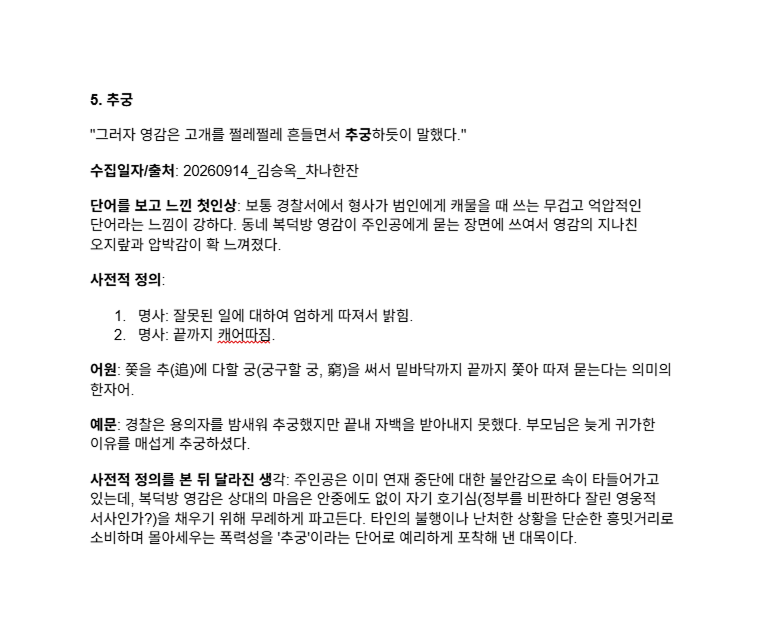 5. 추궁
"그러자 영감은 고개를 쩔레쩔레 흔들면서 추궁하듯이 말했다."
수집일자/출처: 20260914_김승옥_차나한잔
단어를 보고 느낀 첫인상: 보통 경찰서에서 형사가 범인에게 캐물을 때 쓰는 무겁고 억압적인
단어라는 느낌이 강하다. 동네 복덕방 영감이 주인공에게 묻는 장면에 쓰여서 영감의 지나친
오지랖과 압박감이 확 느껴졌다.
사전적 정의:
1. 명사: 잘못된 일에 대하여 엄하게 따져서 밝힘.
2. 명사: 끝까지 캐어따짐.
어원: 쫓을 추(追)에 다할 궁(궁구할 궁, 窮)을 써서 밑바닥까지 끝까지 쫓아 따져 묻는다는 의미의
한자어.
예문: 경찰은 용의자를 밤새워 추궁했지만 끝내 자백을 받아내지 못했다. 부모님은 늦게 귀가한
이유를 매섭게 추궁하셨다.
사전적 정의를 본 뒤 달라진 생각: 주인공은 이미 연재 중단에 대한 불안감으로 속이 타들어가고
있는데, 복덕방 영감은 상대의 마음은 안중에도 없이 자기 호기심(정부를 비판하다 잘린 영웅적
서사인가?)을 채우기 위해 무례하게 파고든다. 타인의 불행이나 난처한 상황을 단순한 흥밋거리로
소비하며 몰아세우는 폭력성을 '추궁'이라는 단어로 예리하게 포착해 낸 대목이다.